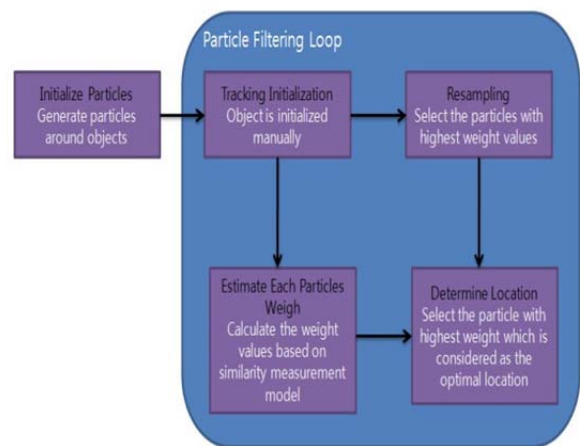 Particle Filtering Loop
Initialize Particles
Generate particles
around objects
Tracking Initialization
Object is initialized
manually
Resampling
Select the particles with
highest weight values
Estimate Each Particles
Weigh
Calculate the weight
values based on
similarity measurement
model
Determine Location
Select the particle with
highest weight which is
considered as the
optimal location